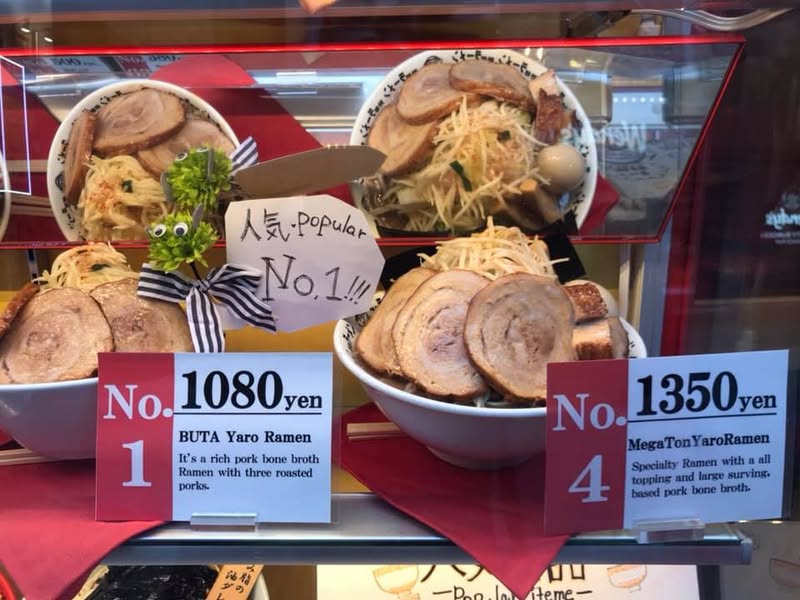 人気・Popular
No.1!!!
No.
1
1080yen
BUTA Yaro Ramen
It's a rich pork bone broth
Ramen with three roasted
porks.
No.
4
1350yen
MegaTonYaroRamen
Specialty Ramen with a all
topping and large surving,
based pork bone broth.